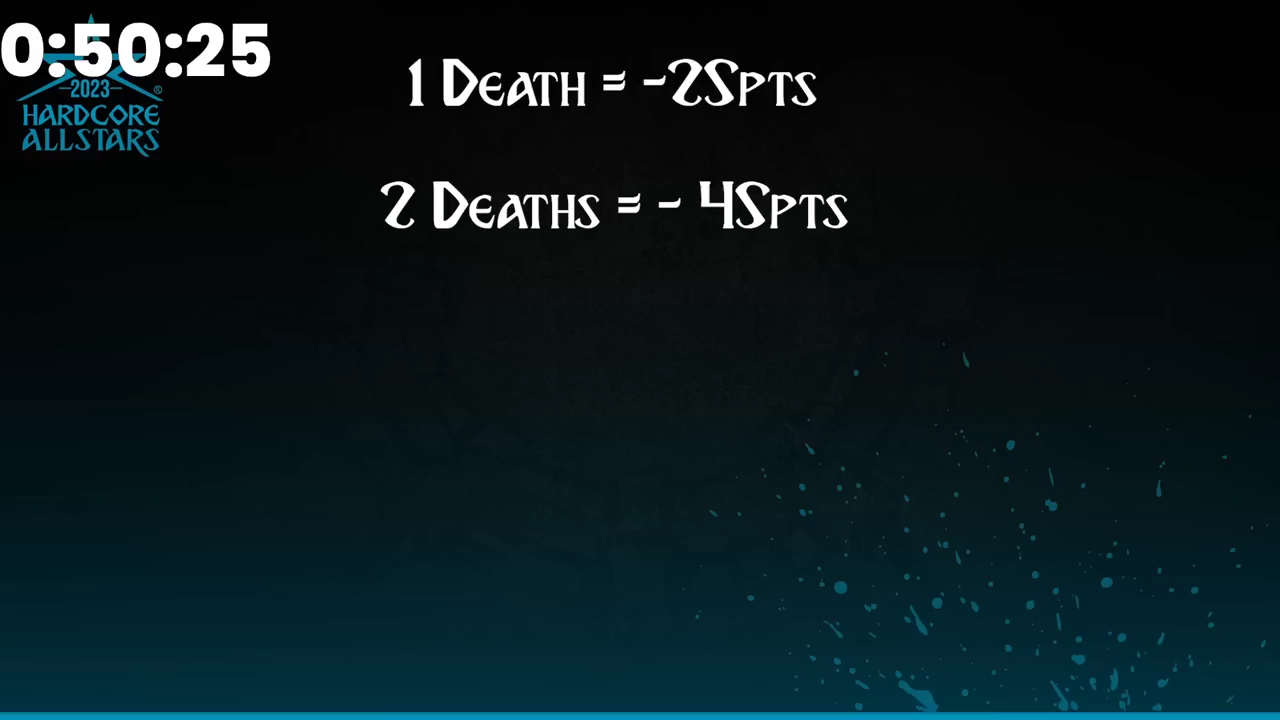 0:50:25
2023
®
HARDCORE
ALLSTARS
1 Death = -25pts
2 Deaths = - 45pts